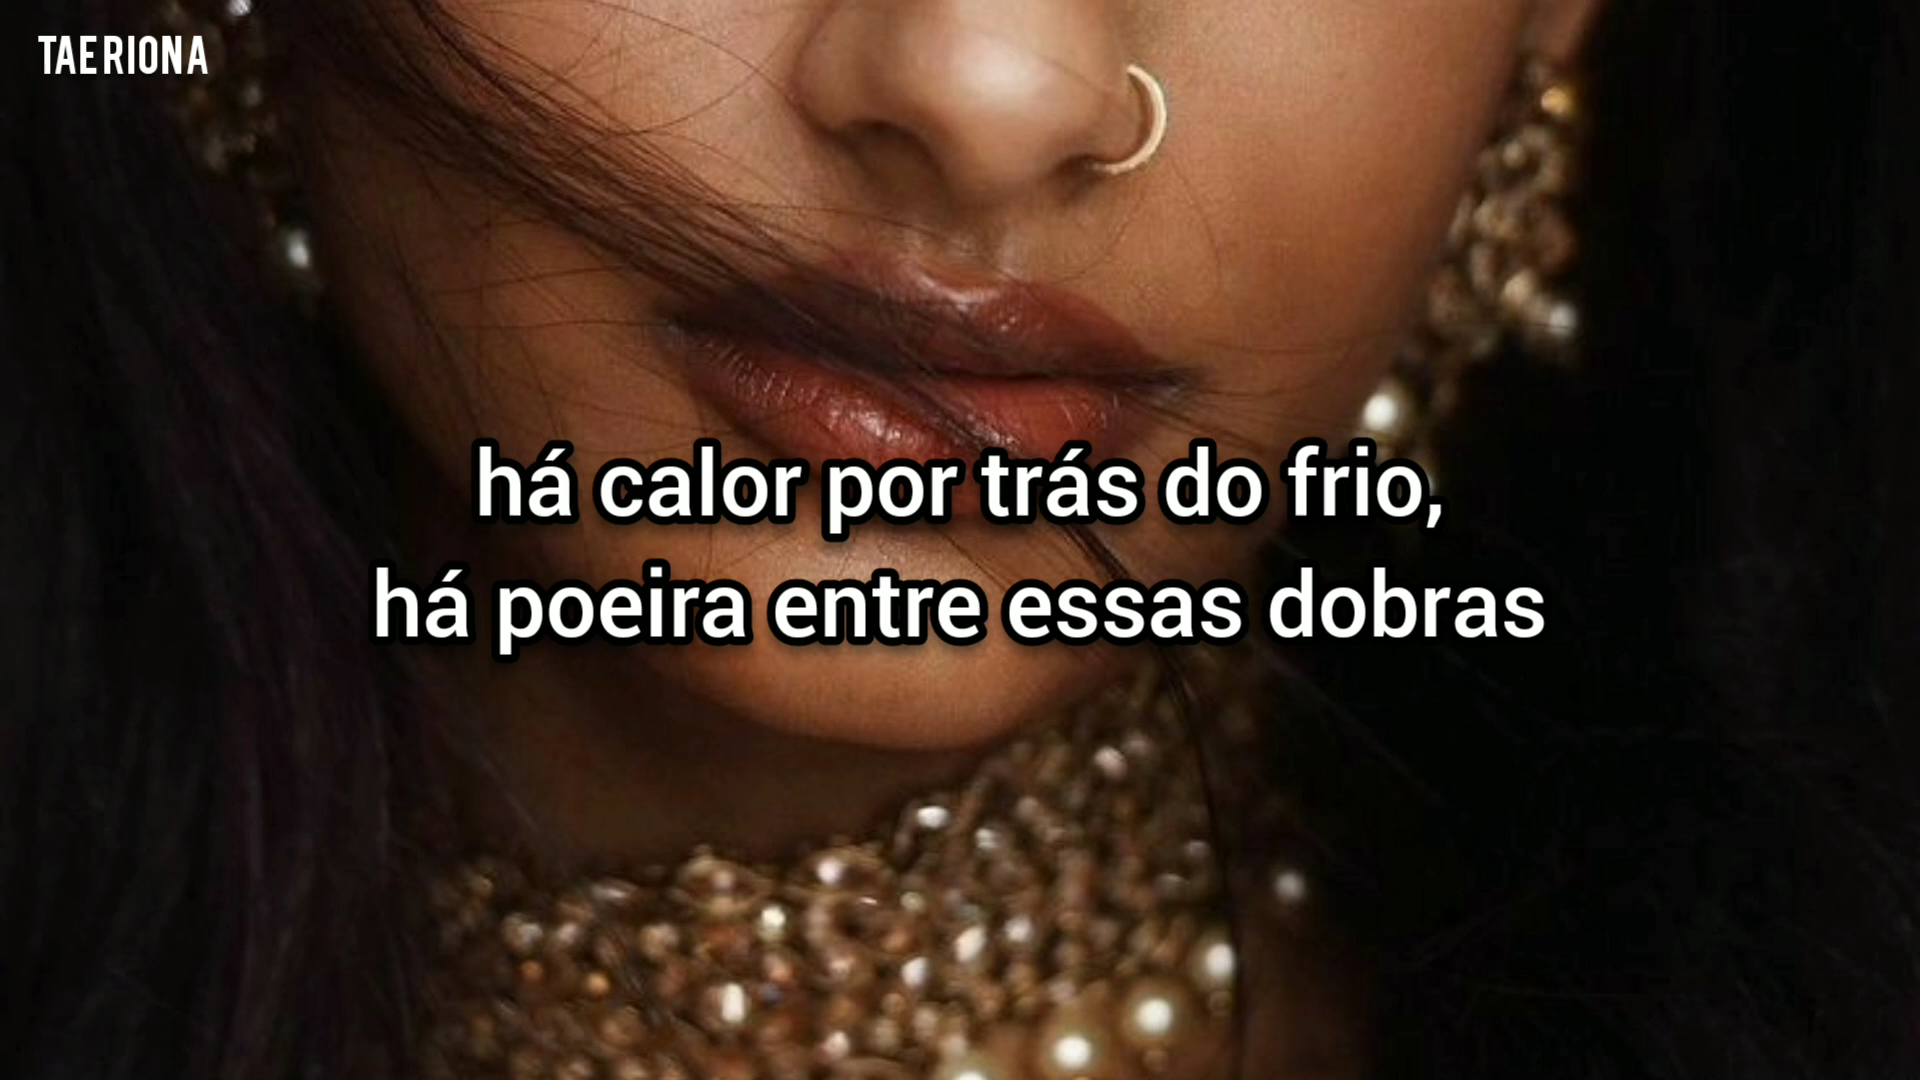 TAERIONA
há calor por trás do frio,
há poeira entre essas dobras